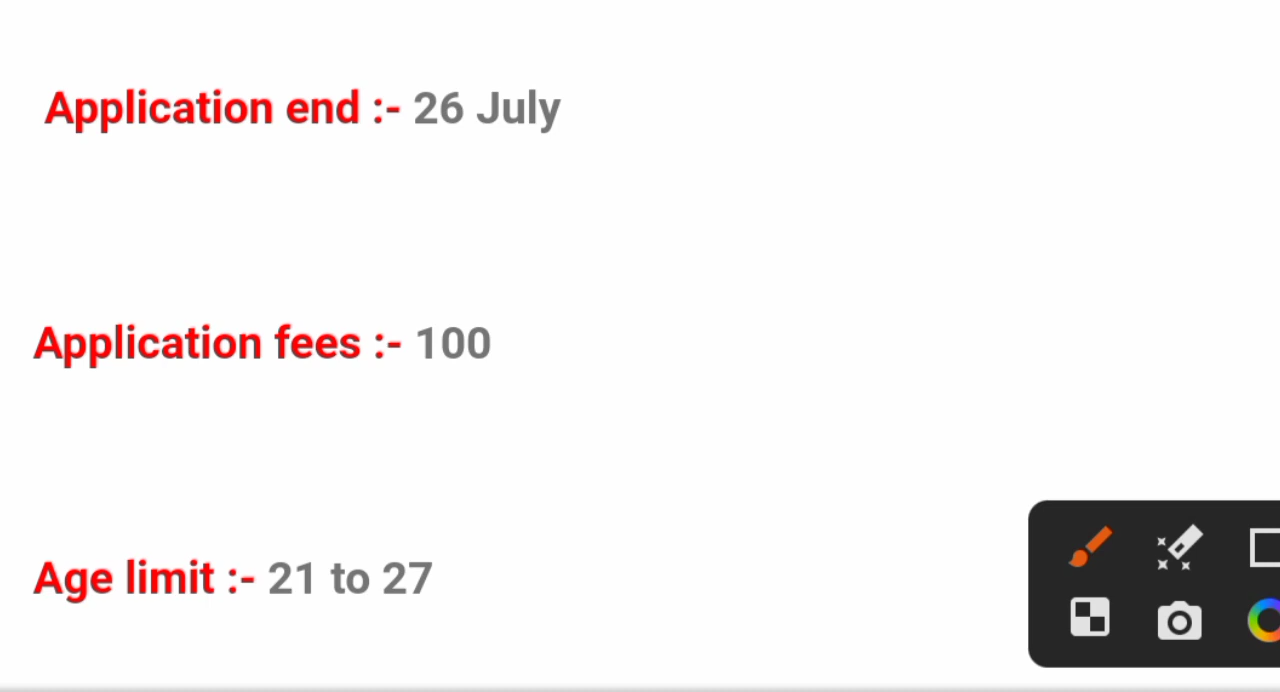 Application end :- 26 July
Application fees :- 100
Age limit :- 21 to 27